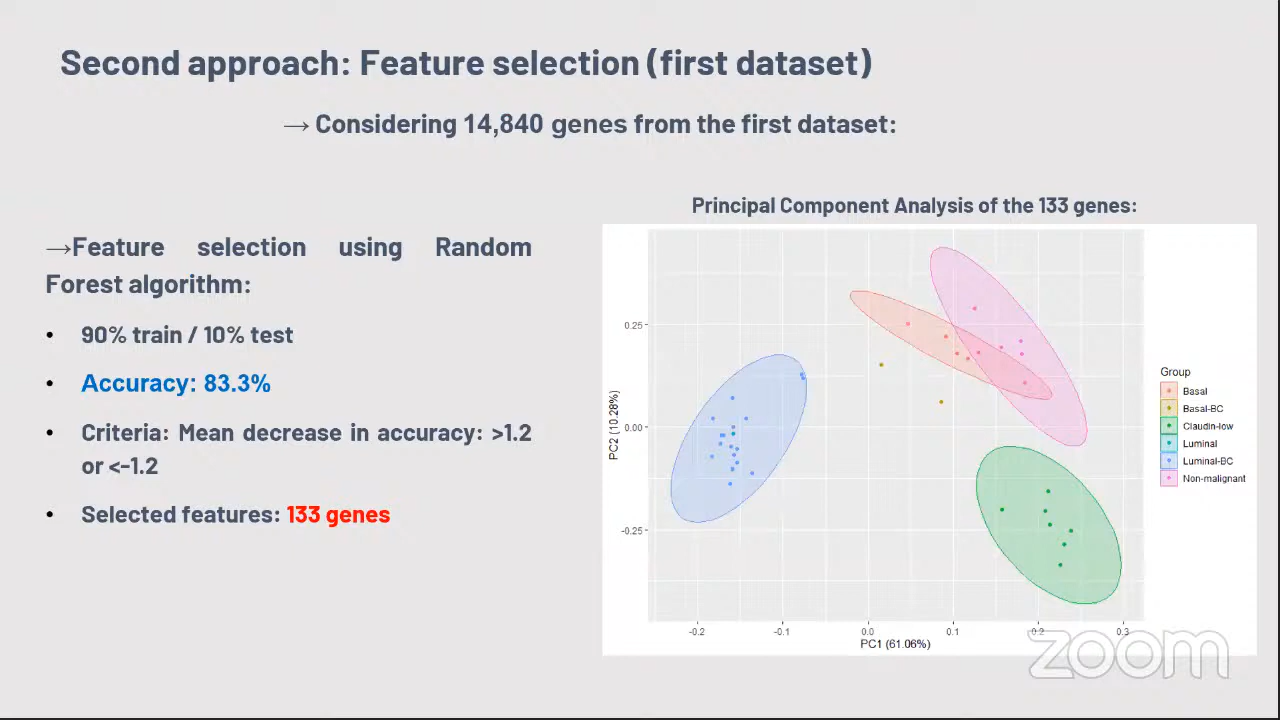 Second approach: Feature selection (first dataset)
→ Considering 14,840 genes from the first dataset:
→Feature selection using Random
Forest algorithm:
• 90% train / 10% test
• Accuracy: 83.3%
• Criteria: Mean decrease in accuracy: >1.2
or <-1.2
• Selected features: 133 genes
Principal Component Analysis of the 133 genes:
PC2 (10.28%)
0.25
0.00
-0.25
-0.2 -0.1 0.0 0.1 0.2 0.3
PC1 (61.06%)
Group
Basal
Basal-BC
Claudin-low
Luminal
Luminal-BC
Non-malignant
zoom